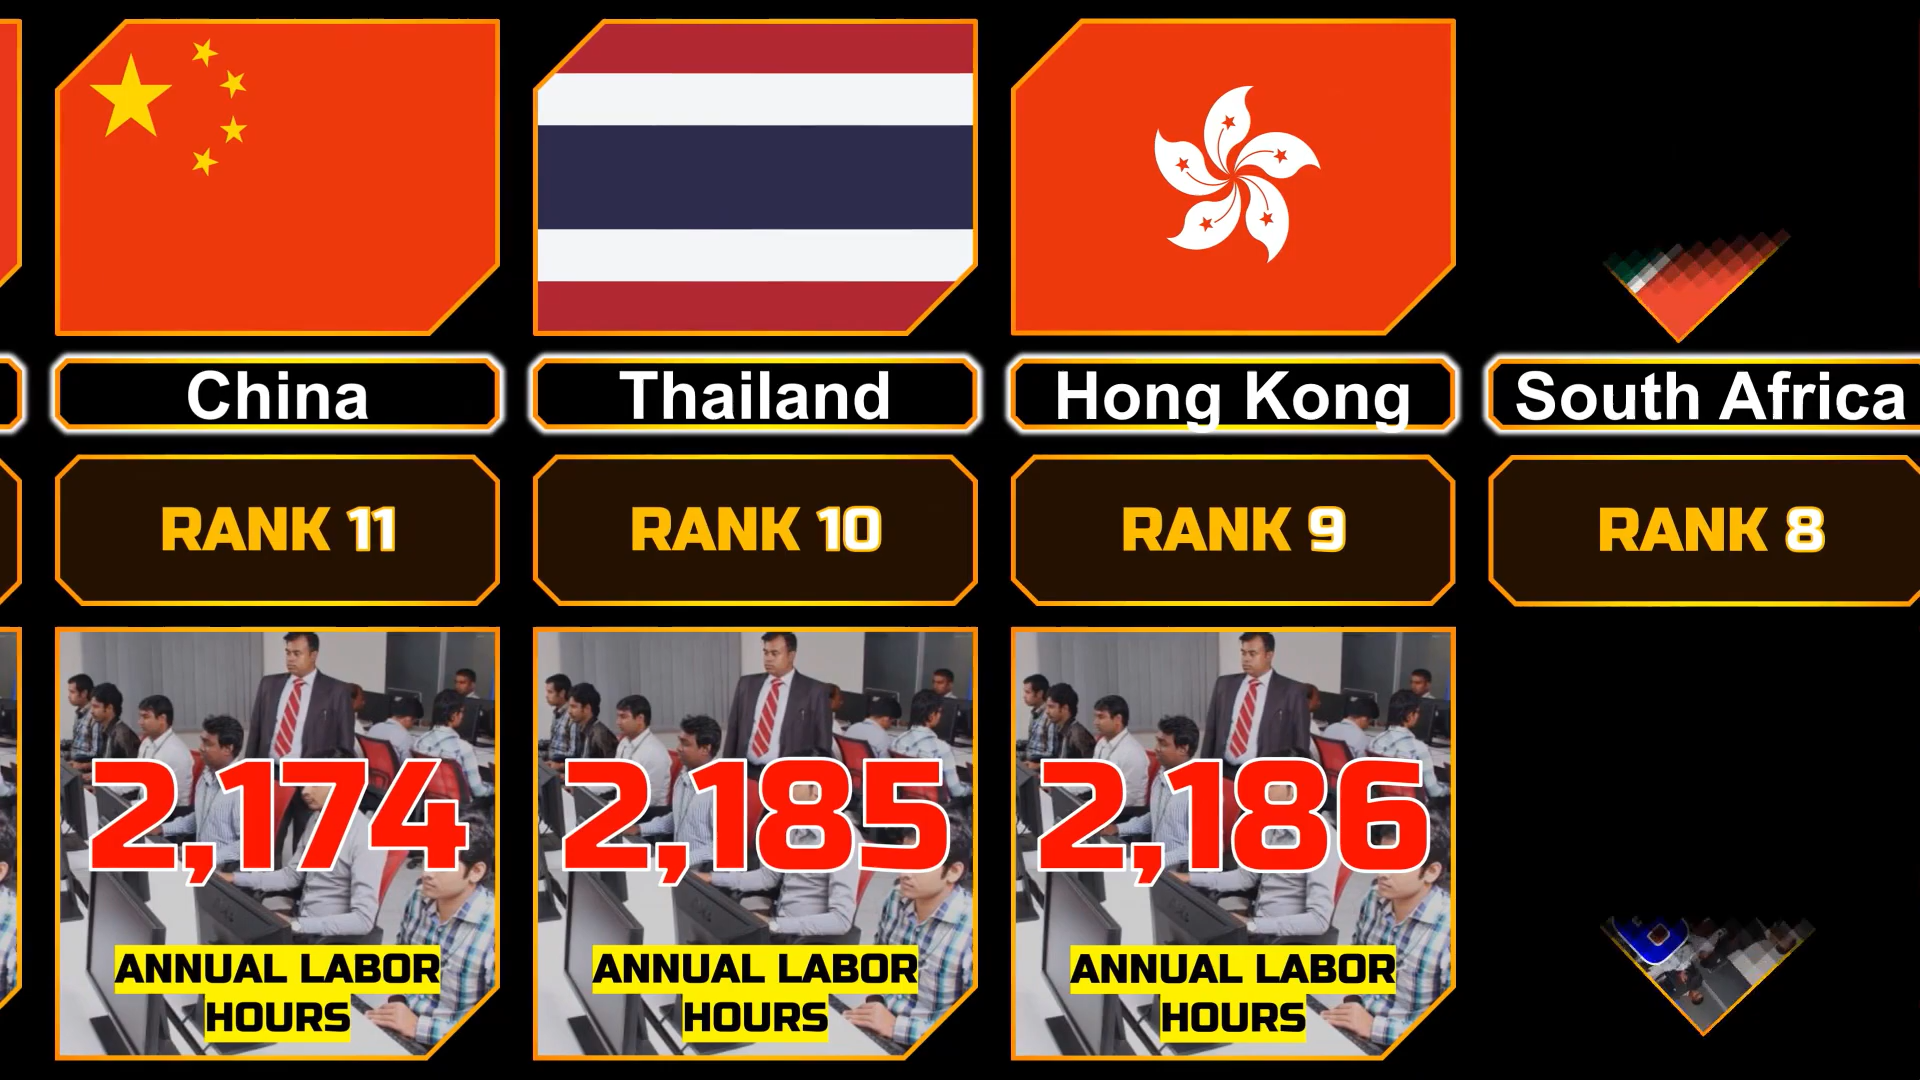 China
Thailand
Hong Kong
South Africa
RANK 11
RANK 10
RANK 9
RANK 8
2,174
2,185
2,186
ANNUAL LABOR
HOURS
ANNUAL LABOR
HOURS
ANNUAL LABOR
HOURS